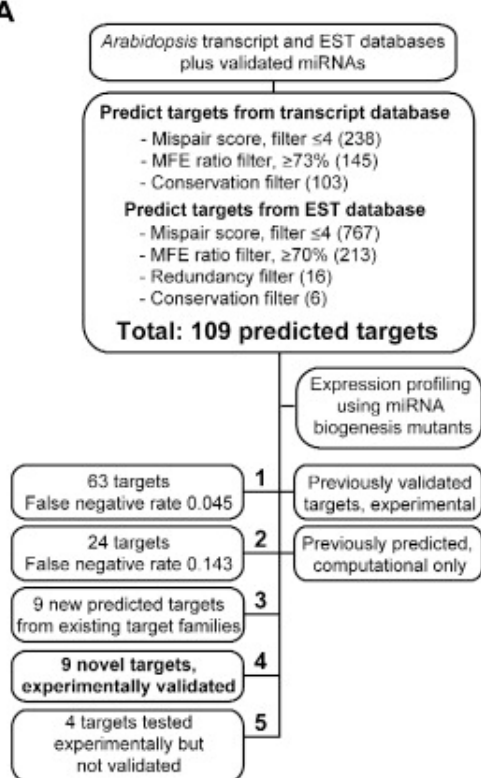 A
Arabidopsis transcript and EST databases
plus validated miRNAs
Predict targets from transcript database
- Mispair score, filter ≤4 (238)
- MFE ratio filter, ≥73% (145)
- Conservation filter (103)
Predict targets from EST database
- Mispair score, filter ≤4 (767)
- MFE ratio filter, ≥70% (213)
- Redundancy filter (16)
- Conservation filter (6)
Total: 109 predicted targets
Expression profiling
using miRNA
biogenesis mutants
63 targets
False negative rate 0.045
1
Previously validated
targets, experimental
24 targets
False negative rate 0.143
2
Previously predicted,
computational only
9 new predicted targets
from existing target families
3
9 novel targets,
experimentally validated
4
4 targets tested
experimentally but
not validated
5